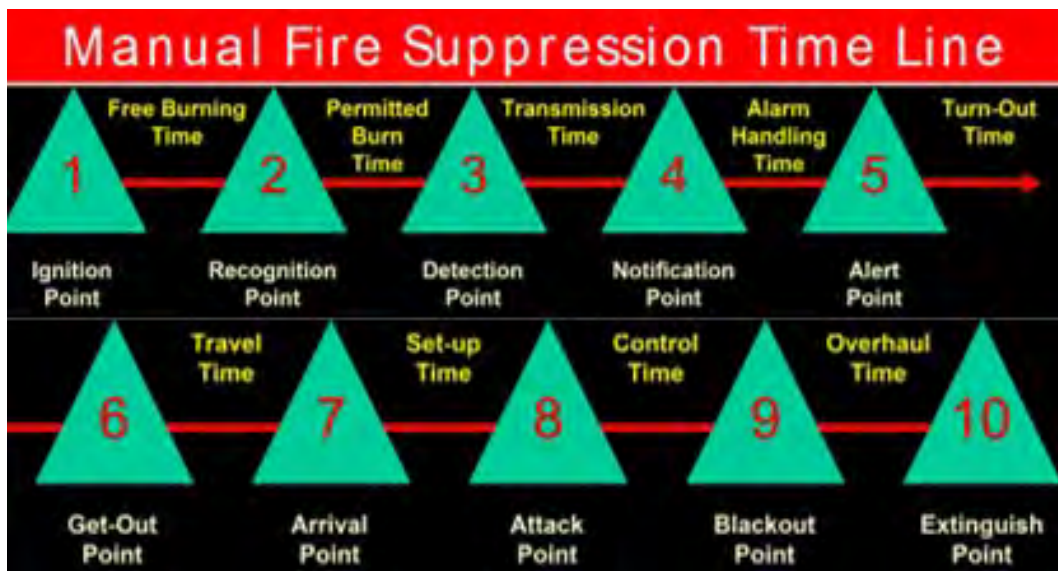 Manual Fire Suppression Time Line
Free Burning
Time
Permitted
Burn
Time
Transmission
Time
Alarm
Handling
Time
Turn-Out
Time
1
2
3
4
5
Ignition
Point
Recognition
Point
Detection
Point
Notification
Point
Alert
Point
Travel
Time
Set-up
Time
Control
Time
Overhaul
Time
6
7
8
9
10
Get-Out
Point
Arrival
Point
Attack
Point
Blackout
Point
Extinguish
Point